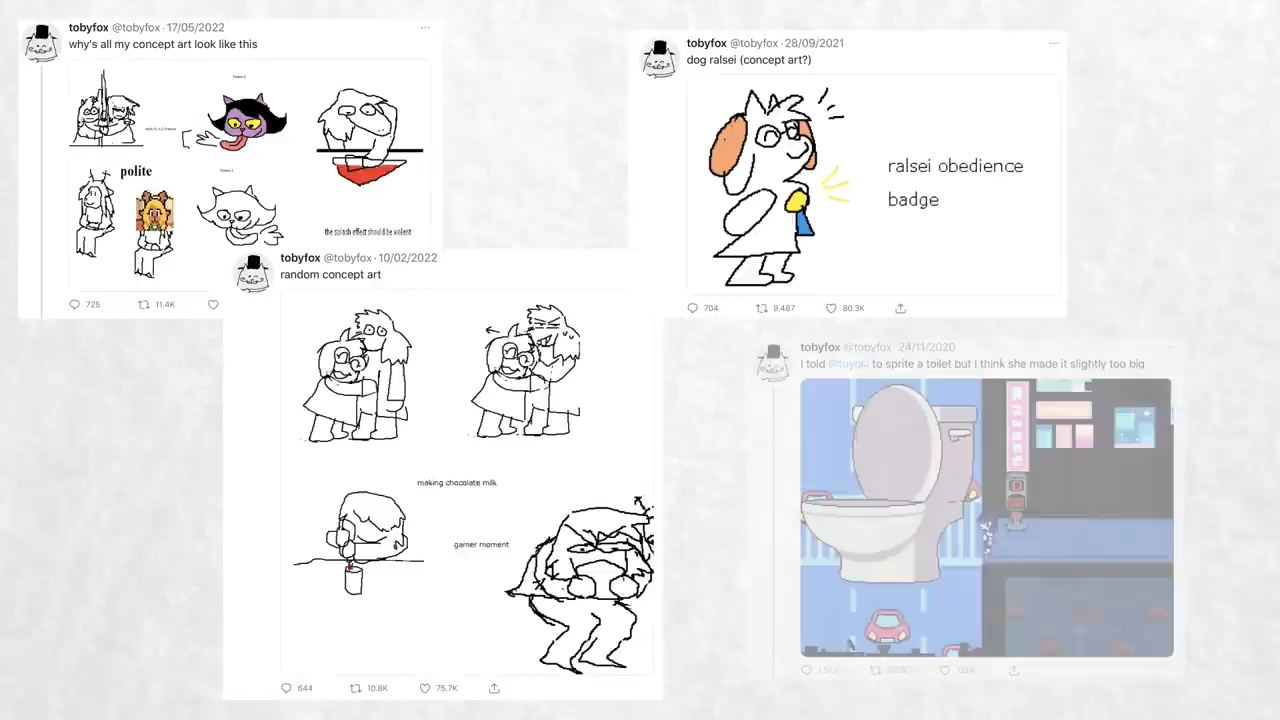 tobyfox @tobyfox · 17/05/2022
why's all my concept art look like this
polite
the splash effect should be violent
725 11.4K
tobyfox @tobyfox · 28/09/2021
dog ralsei (concept art?)
ralsei obedience
badge
704 9,487 80.3K
tobyfox @tobyfox · 10/02/2022
random concept art
making chocolate milk
gamer moment
644 10.8K 75.7K
tobyfox @tobyfox 24/11/2020
I told @tuyoki to sprite a toilet but I think she made it slightly too big